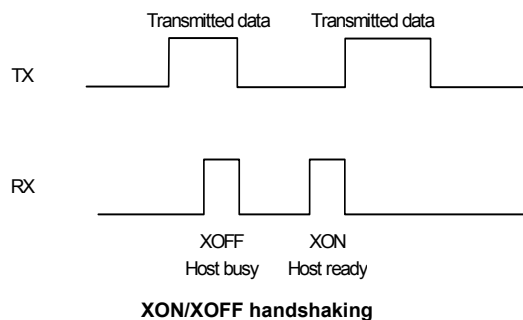 Transmitted data Transmitted data
TX
RX
XOFF XON
Host busy Host ready
XON/XOFF handshaking